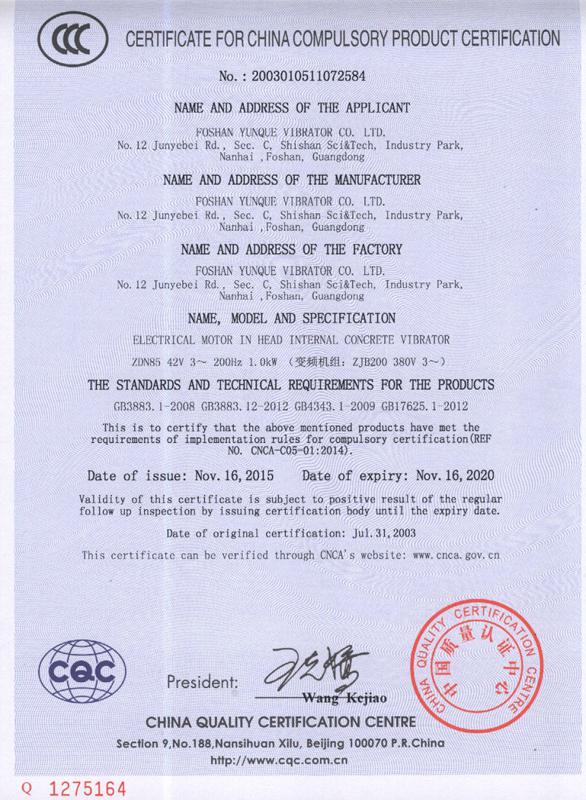 CCC
CERTIFICATE FOR CHINA COMPULSORY PRODUCT CERTIFICATION
No. : 2003010511072584
NAME AND ADDRESS OF THE APPLICANT
FOSHAN YUNQUE VIBRATOR CO. LTD.
No. 12 Junyebei Rd., Sec. C, Shishan Sci&Tech, Industry Park,
Nanhai ,Foshan, Guangdong
NAME AND ADDRESS OF THE MANUFACTURER
FOSHAN YUNQUE VIBRATOR CO. LTD.
No. 12 Junyebei Rd., Sec. C, Shishan Sci&Tech, Industry Park,
Nanhai ,Foshan, Guangdong
NAME AND ADDRESS OF THE FACTORY
FOSHAN YUNQUE VIBRATOR CO. LTD.
No. 12 Junyebei Rd., Sec. C, Shishan Sci&Tech, Industry Park,
Nanhai ,Foshan, Guangdong
NAME, MODEL AND SPECIFICATION
ELECTRICAL MOTOR IN HEAD INTERNAL CONCRETE VIBRATOR
ZDN85 42V 3～ 200Hz 1.0kW （变频机组：ZJB200 380V 3～）
THE STANDARDS AND TECHNICAL REQUIREMENTS FOR THE PRODUCTS
GB3883.1-2008 GB3883.12-2012 GB4343.1-2009 GB17625.1-2012
This is to certify that the above mentioned products have met the
requirements of implementation rules for compulsory certification(REF
NO. CNCA-C05-01:2014).
Date of issue: Nov. 16, 2015 Date of expiry: Nov. 16, 2020
Validity of this certificate is subject to positive result of the regular
follow up inspection by issuing certification body until the expiry date.
Date of original certification: Jul. 31, 2003
This certificate can be verified through CNCA's website: www.cnca.gov.cn
CHINA QUALITY CERTIFICATION CENTRE
中国质量认证中心
CQC
President:
Wang Kejiao
CHINA QUALITY CERTIFICATION CENTRE
Section 9,No.188,Nansihuan Xilu, Beijing 100070 P.R.China
http://www.cqc.com.cn
Q 1275164